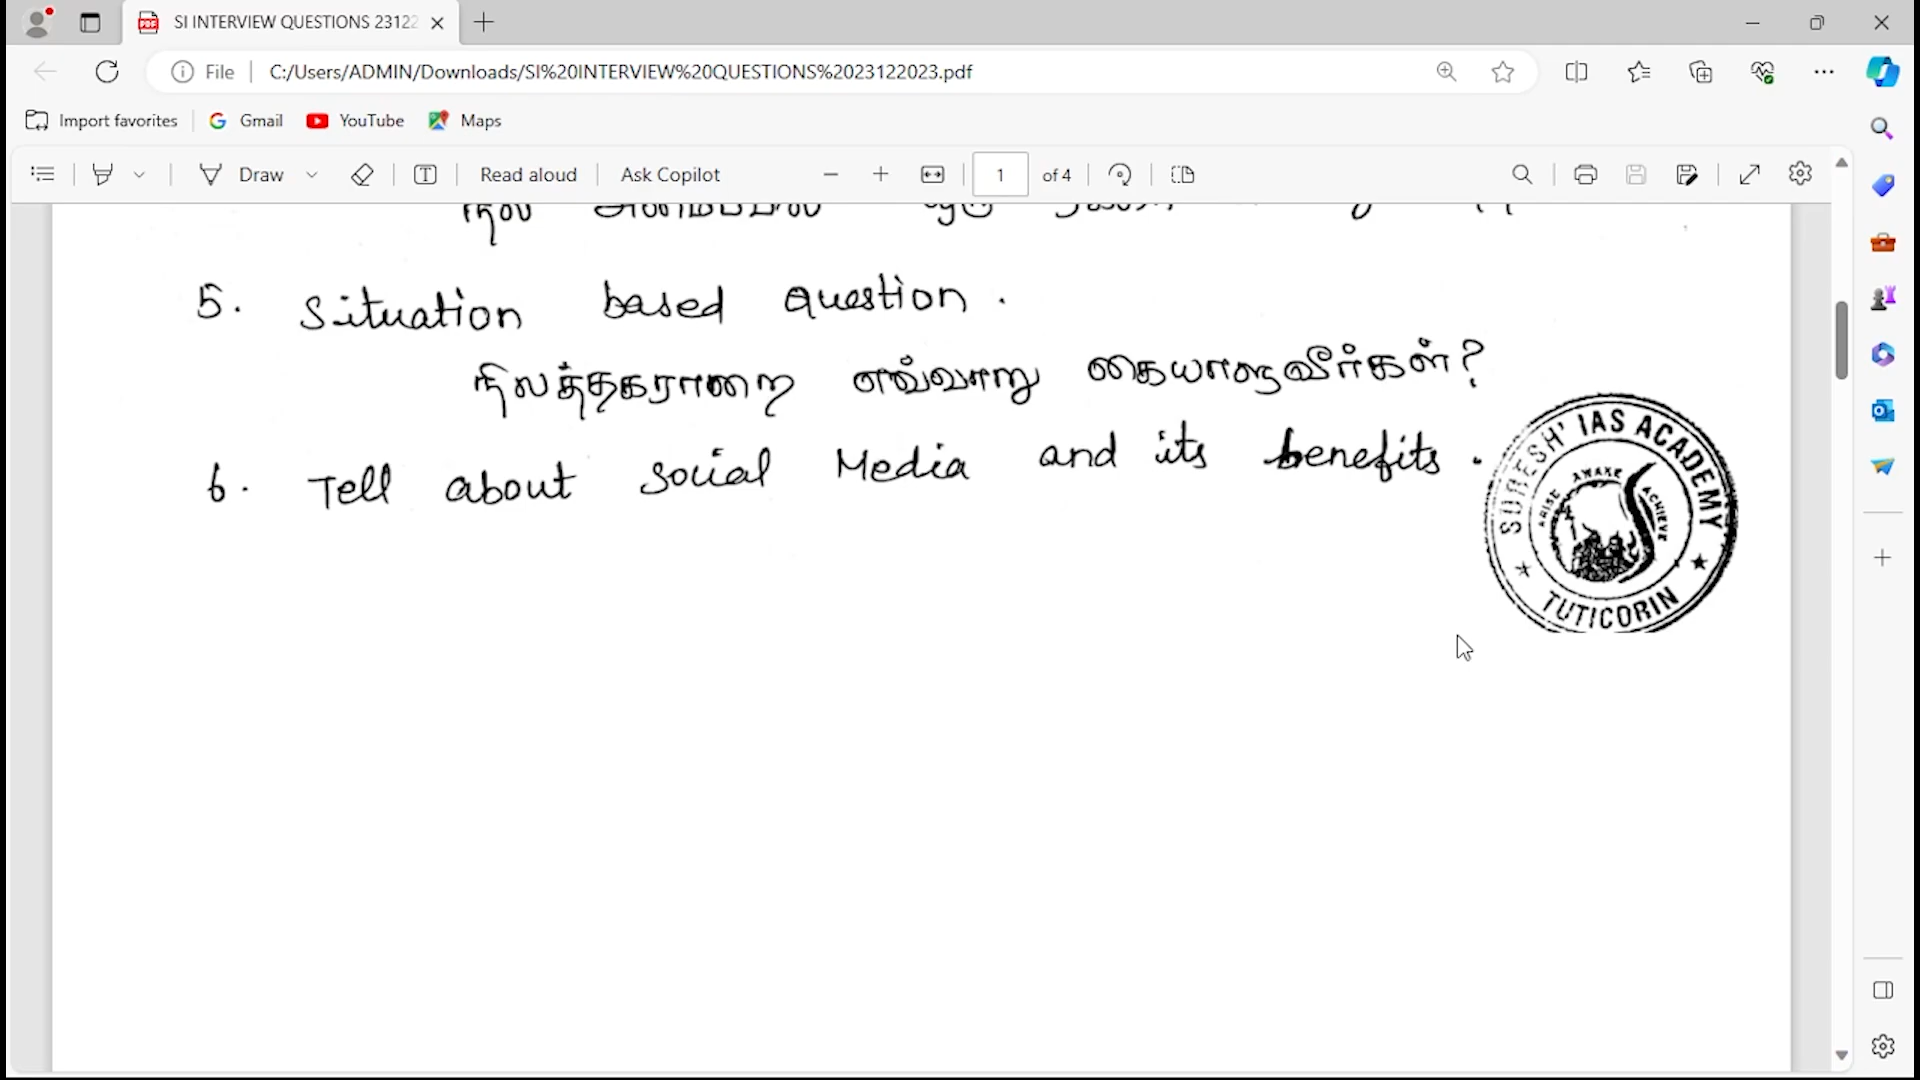 SI INTERVIEW QUESTIONS 23122
File
C:/Users/ADMIN/Downloads/SI%20INTERVIEW%20QUESTIONS%2023122023.pdf
Import favorites
Gmail
YouTube
Maps
Draw
Read aloud
Ask Copilot
1 of 4
5. Situation based question.
நிலத்தகராறை எவ்வாறு கையாளுவீர்கள்?
6. Tell about Social Media and its benefits.
SURESH' IAS ACADEMY
ARISE AWAKE ACHIEVE
TUTICORIN